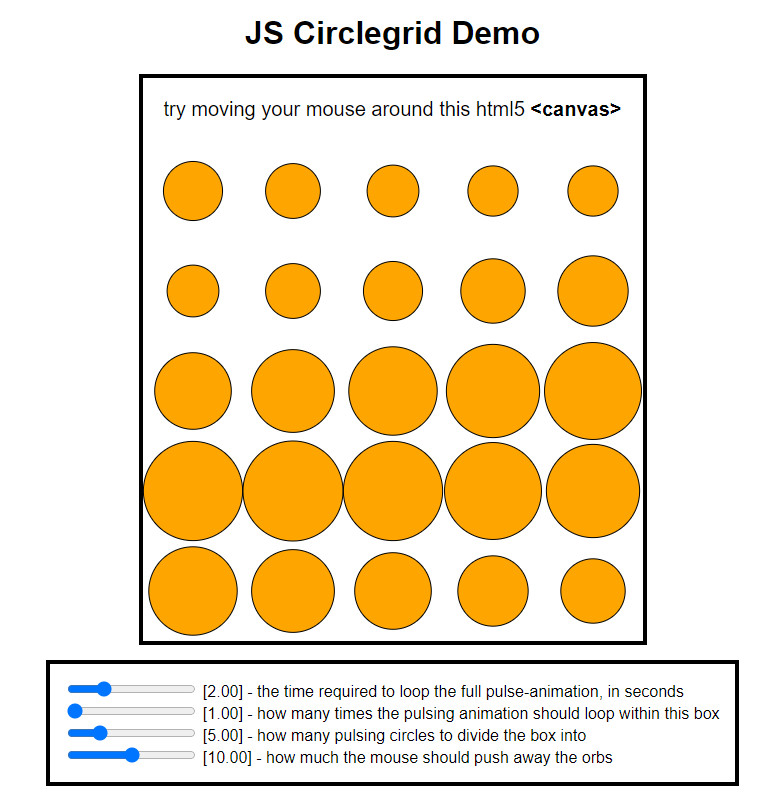 JS Circlegrid Demo
try moving your mouse around this html5 <canvas>
[2.00] - the time required to loop the full pulse-animation, in seconds
[1.00] - how many times the pulsing animation should loop within this box
[5.00] - how many pulsing circles to divide the box into
[10.00] - how much the mouse should push away the orbs